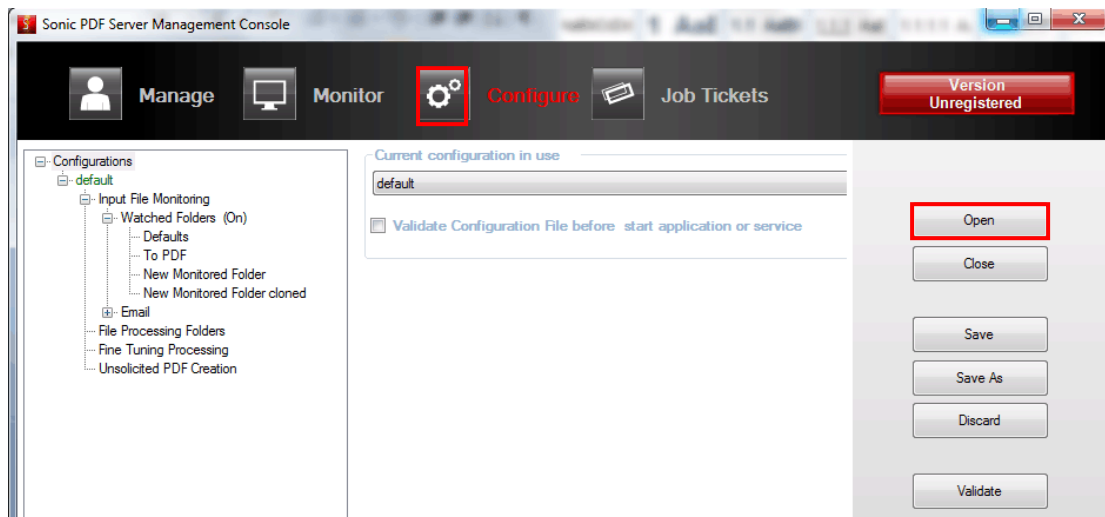 Sonic PDF Server Management Console
Manage
Monitor
Configure
Job Tickets
Version
Unregistered
Configurations
default
Input File Monitoring
Watched Folders (On)
Defaults
To PDF
New Monitored Folder
New Monitored Folder cloned
Email
File Processing Folders
Fine Tuning Processing
Unsolicited PDF Creation
Current configuration in use
default
Validate Configuration File before start application or service
Open
Close
Save
Save As
Discard
Validate